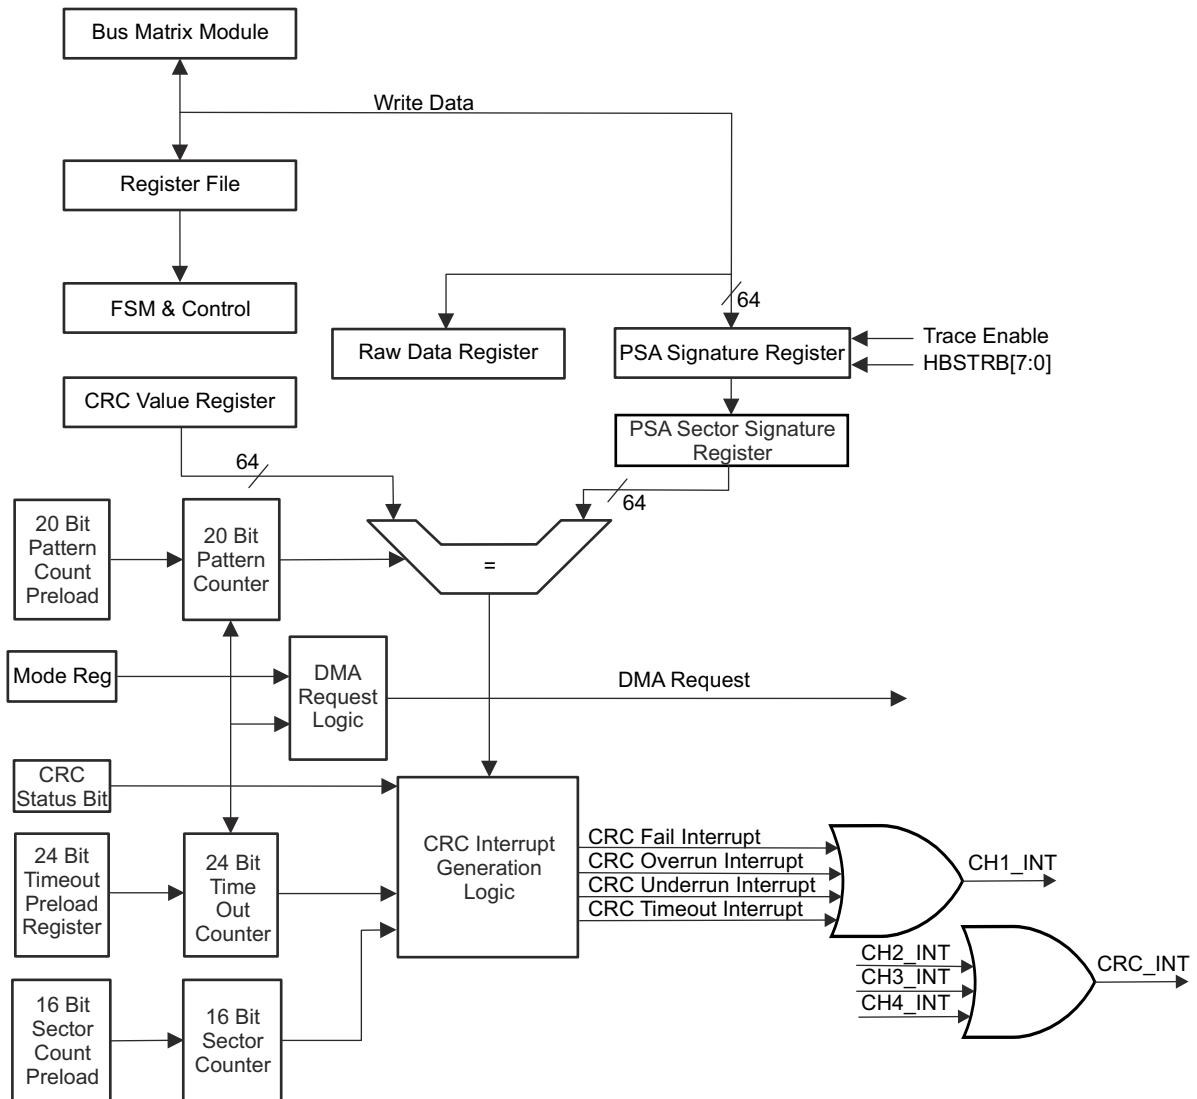 Bus Matrix Module
Write Data
Register File
FSM & Control
64
Raw Data Register
PSA Signature Register
Trace Enable
HBSTRB[7:0]
CRC Value Register
PSA Sector Signature
Register
64
64
20 Bit
Pattern
Count
Preload
20 Bit
Pattern
Counter
=
Mode Reg
DMA
Request
Logic
DMA Request
CRC
Status Bit
24 Bit
Timeout
Preload
Register
24 Bit
Time
Out
Counter
CRC Interrupt
Generation
Logic
CRC Fail Interrupt
CRC Overrun Interrupt
CRC Underrun Interrupt
CRC Timeout Interrupt
CH1_INT
CH2_INT
CH3_INT
CH4_INT
CRC_INT
16 Bit
Sector
Count
Preload
16 Bit
Sector
Counter